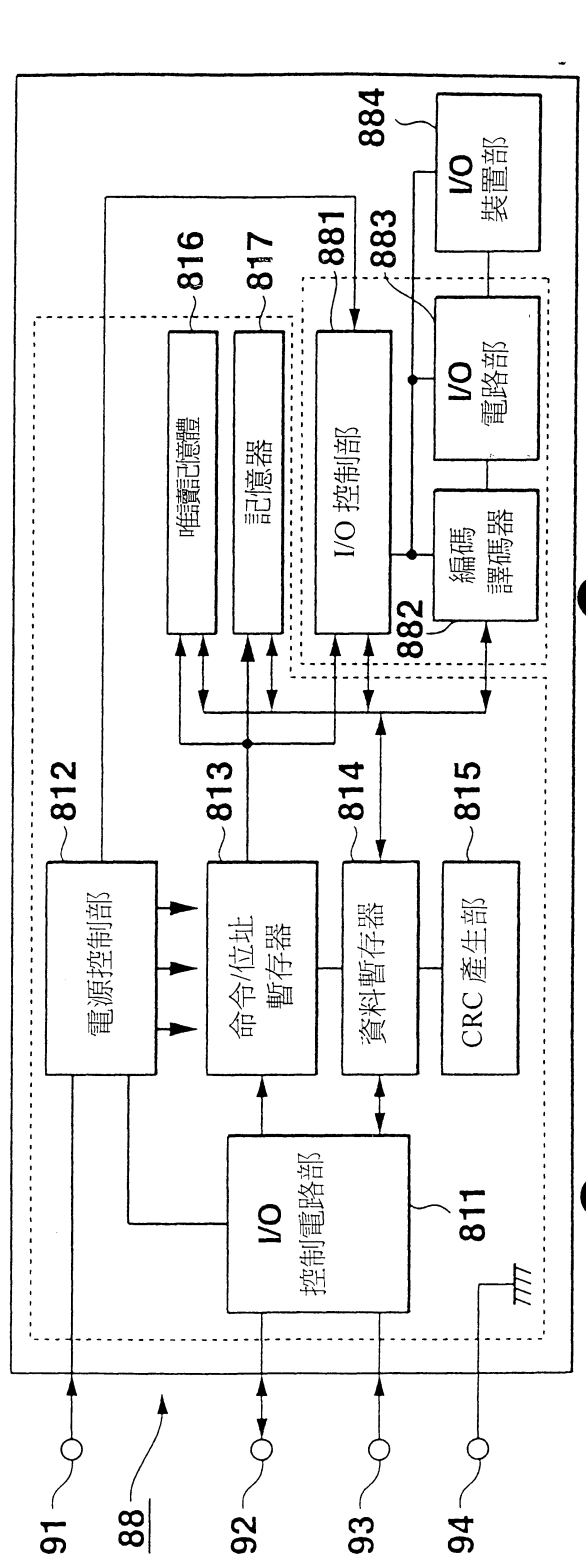 91
88
92
93
94
812
電源控制部
813
命令/位址
暫存器
814
資料暫存器
815
CRC 產生部
I/O
控制電路部
811
816
唯讀記憶體
817
記憶器
881
I/O 控制部
882
編碼
譯碼器
883
I/O
電路部
884
I/O
裝置部